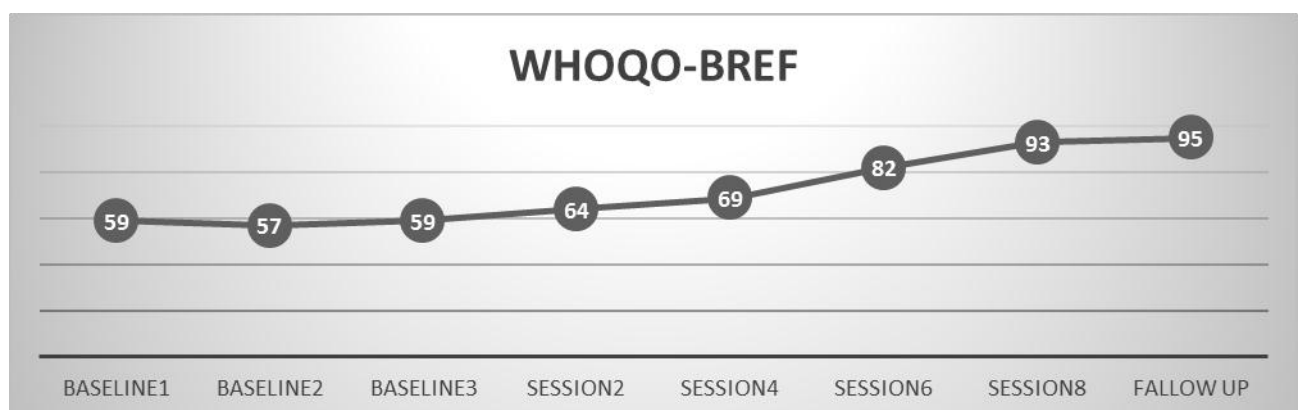 WHOQO-BREF
59 57 59 64 69 82 93 95
BASELINE1 BASELINE2 BASELINE3 SESSION2 SESSION4 SESSION6 SESSION8 FALLOW UP